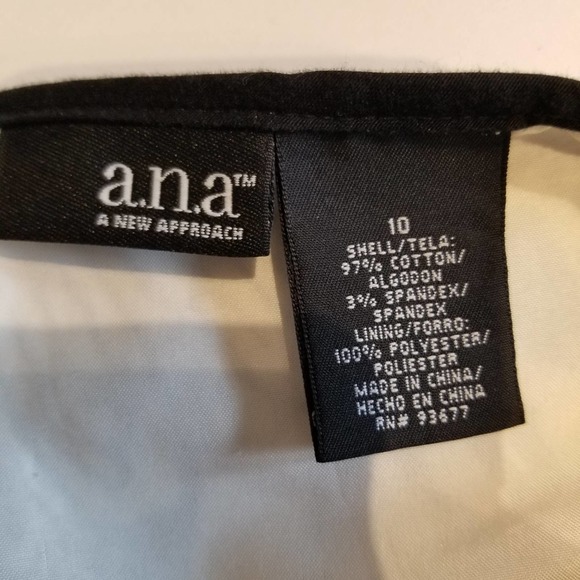 a.n.a™
A NEW APPROACH
10
SHELL/TELA:
97% COTTON/
ALGODON
3% SPANDEX/
SPANDEX
LINING/FORRO:
100% POLYESTER/
POLIESTER
MADE IN CHINA/
HECHO EN CHINA
RN# 93677